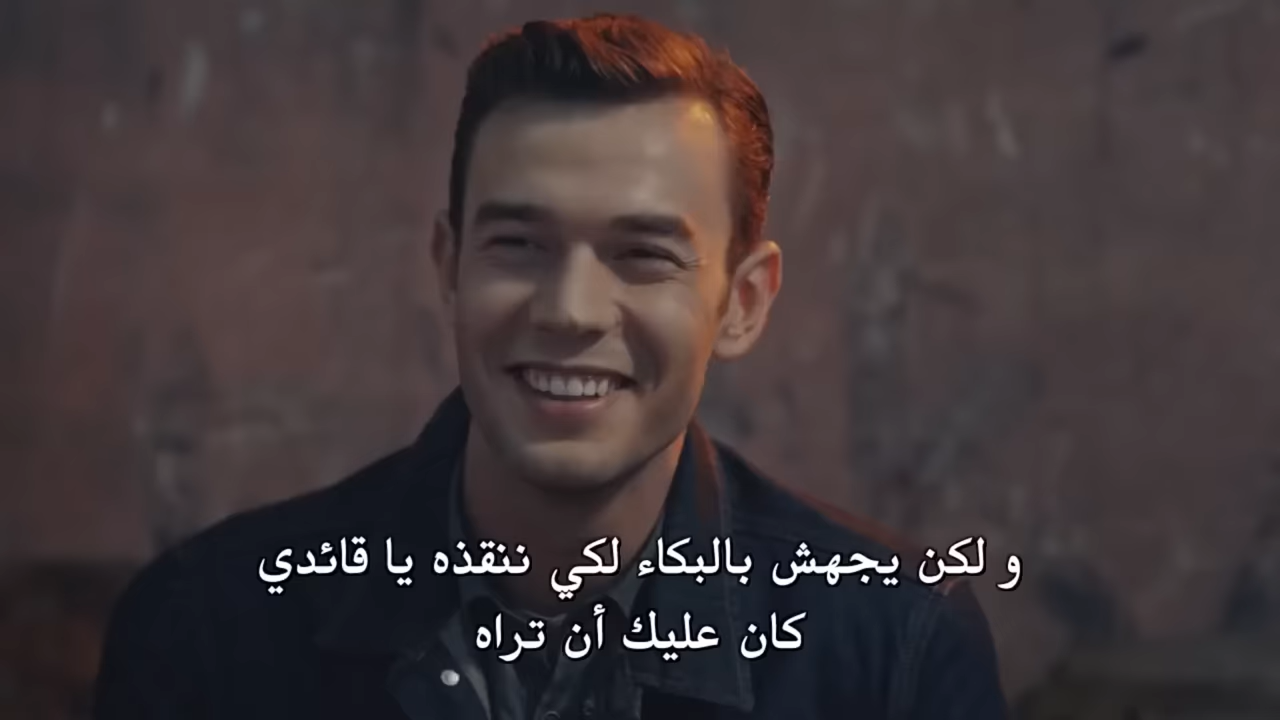 و لكن يجهش بالبكاء لكي ننقذه يا قائدي
كان عليك أن تراه